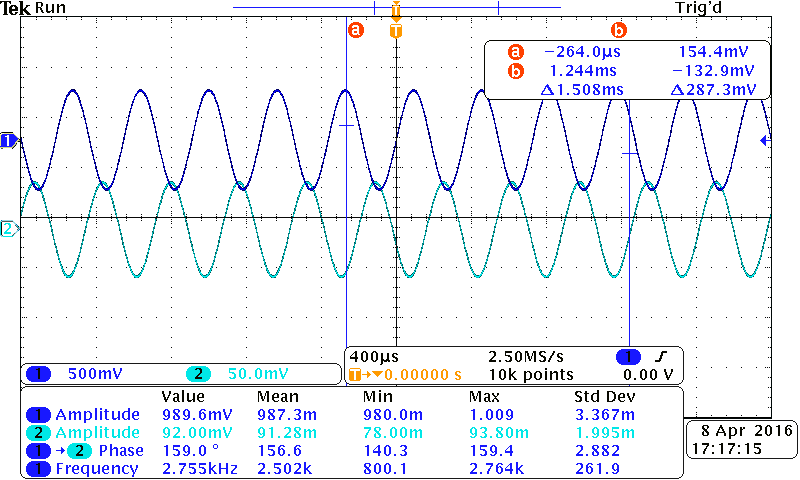 Tek Run Trig'd
a T b
T
a −264.0µs 154.4mV
b 1.244ms −132.9mV
Δ1.508ms Δ287.3mV
1
2
1 500mV 2 50.0mV
400µs 2.50MS/s 1
T→▼0.00000 s 10k points 0.00 V
Value Mean Min Max Std Dev
1 Amplitude 989.6mV 987.3m 980.0m 1.009 3.367m
2 Amplitude 92.00mV 91.28m 78.00m 93.80m 1.995m
1 → 2 Phase 159.0 ° 156.6 140.3 159.4 2.882
1 Frequency 2.755kHz 2.502k 800.1 2.764k 261.9
8 Apr 2016
17:17:15